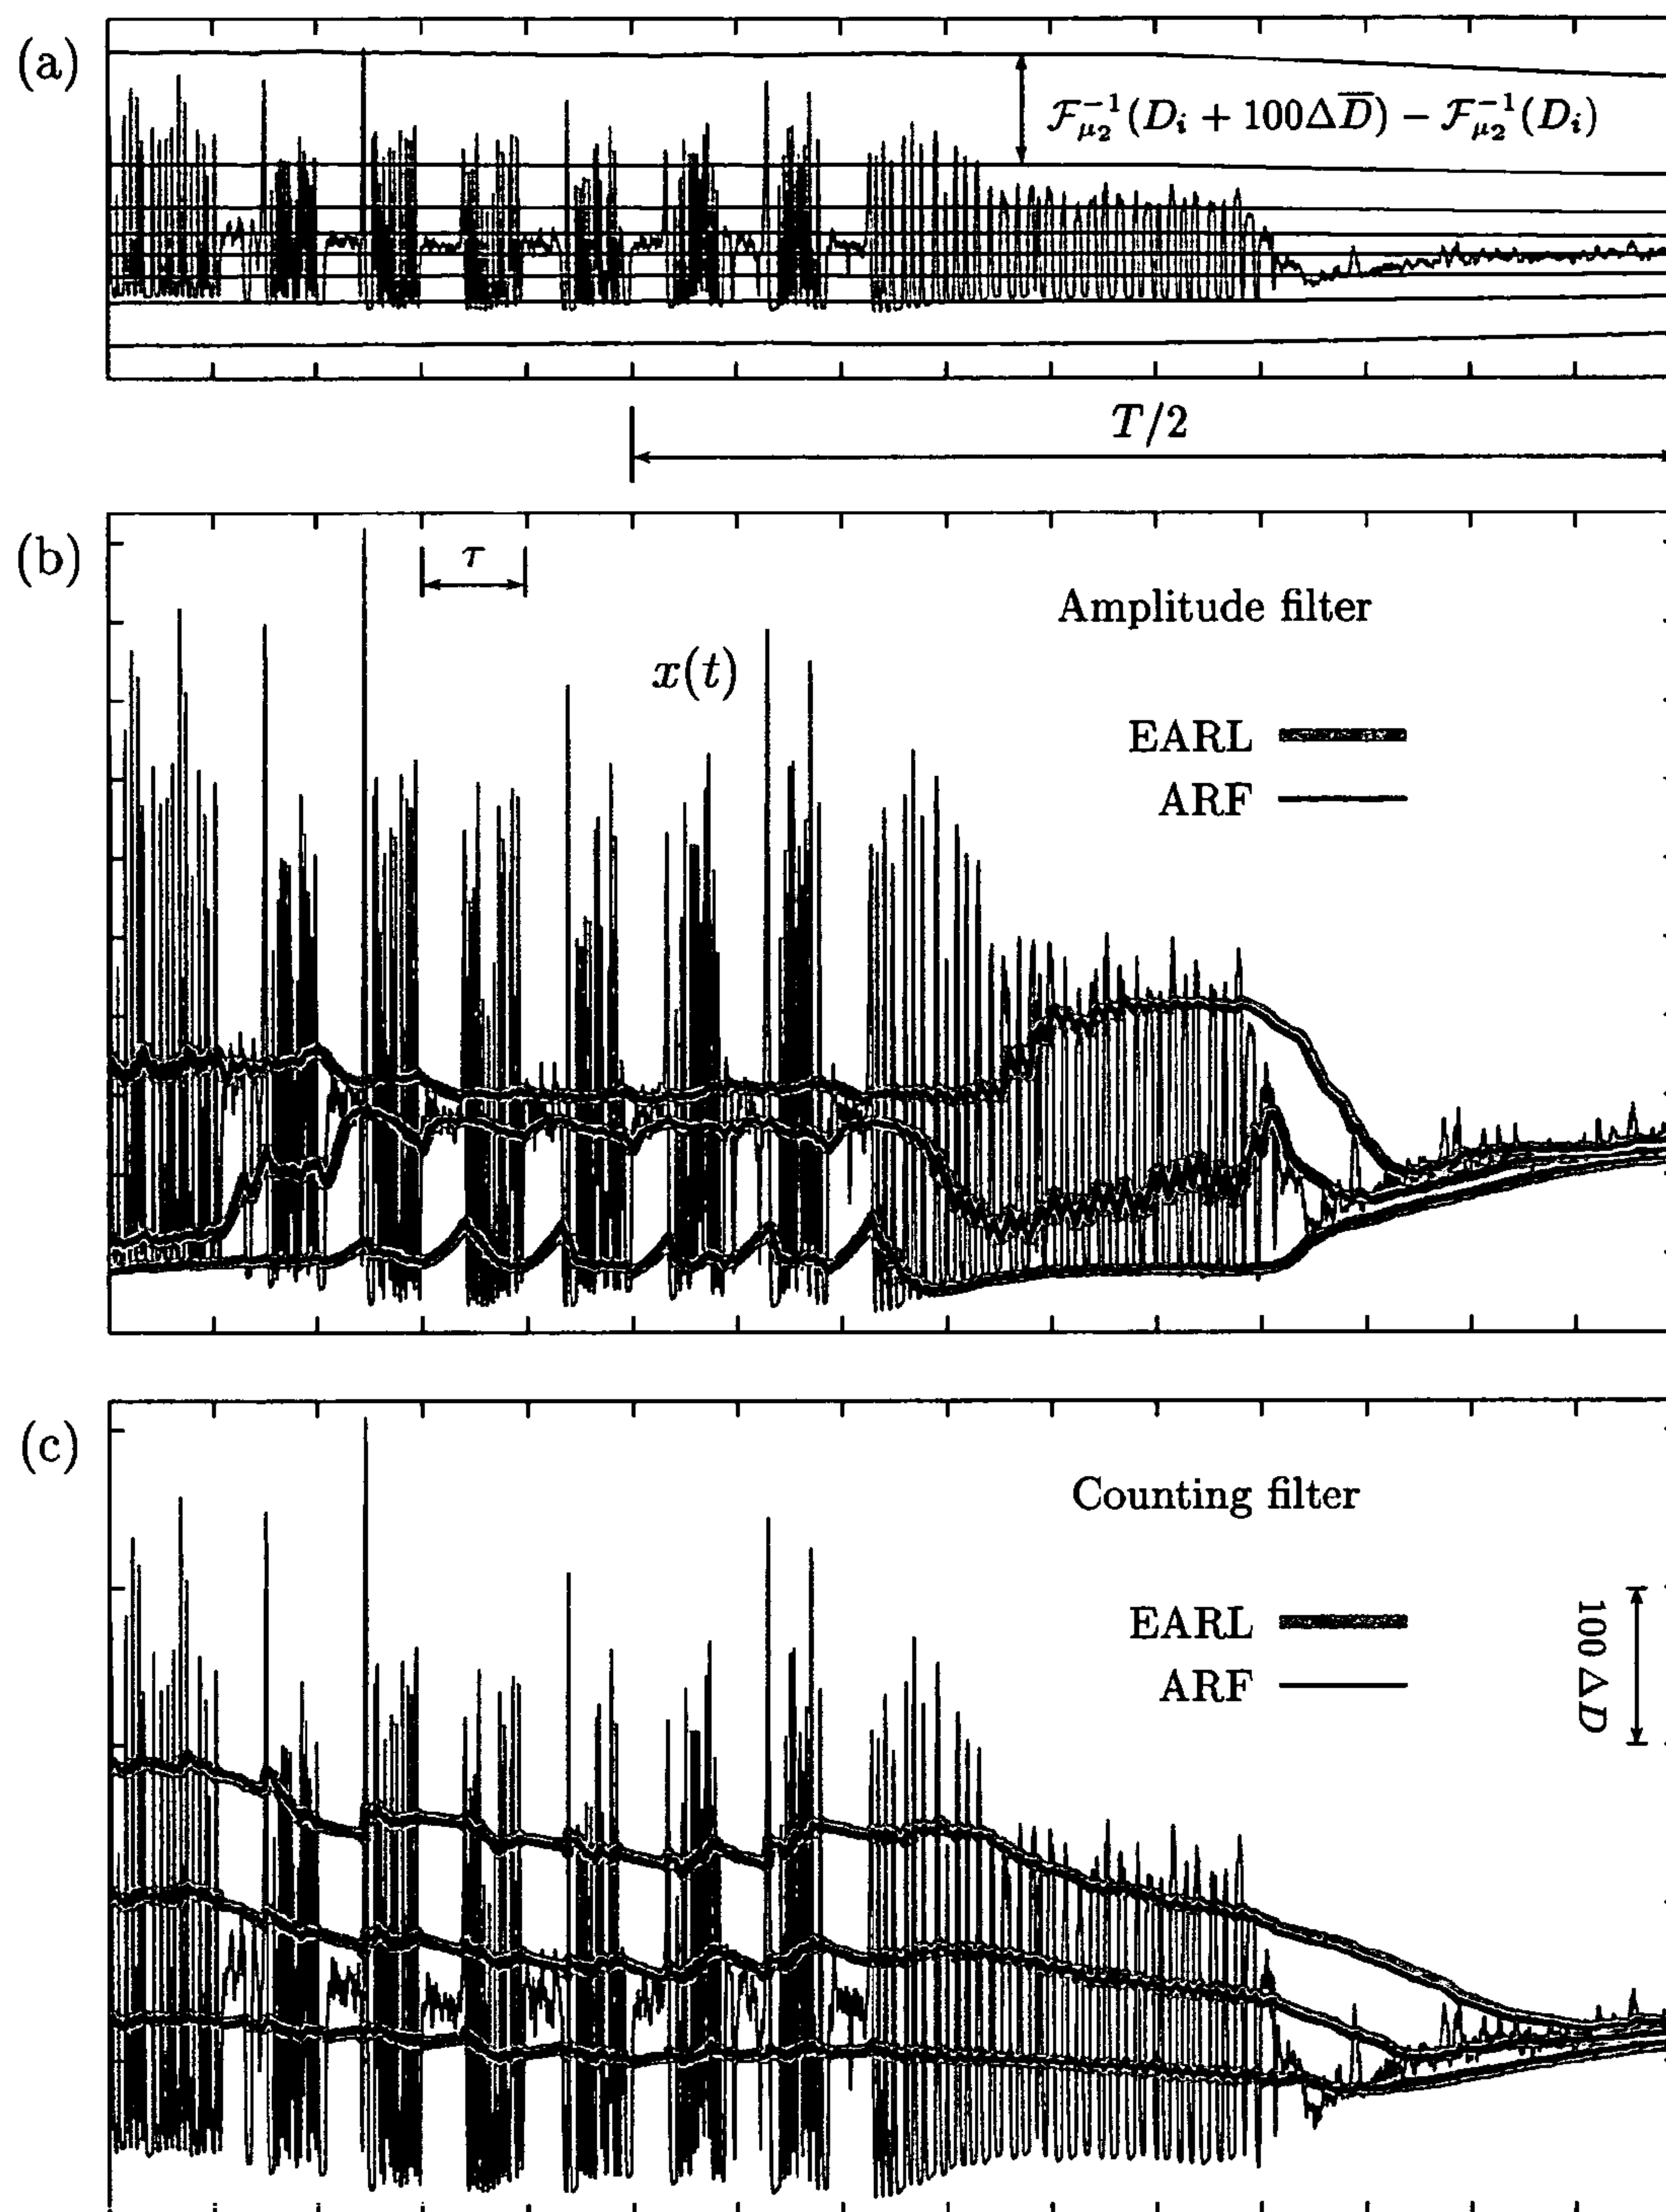 (a)
$\mathcal{F}_{\mu_2}^{-1}(D_i + 100\Delta\overline{D}) - \mathcal{F}_{\mu_2}^{-1}(D_i)$
T/2
(b)
τ
Amplitude filter
x(t)
EARL
ARF
(c)
Counting filter
EARL
ARF
100 ΔD